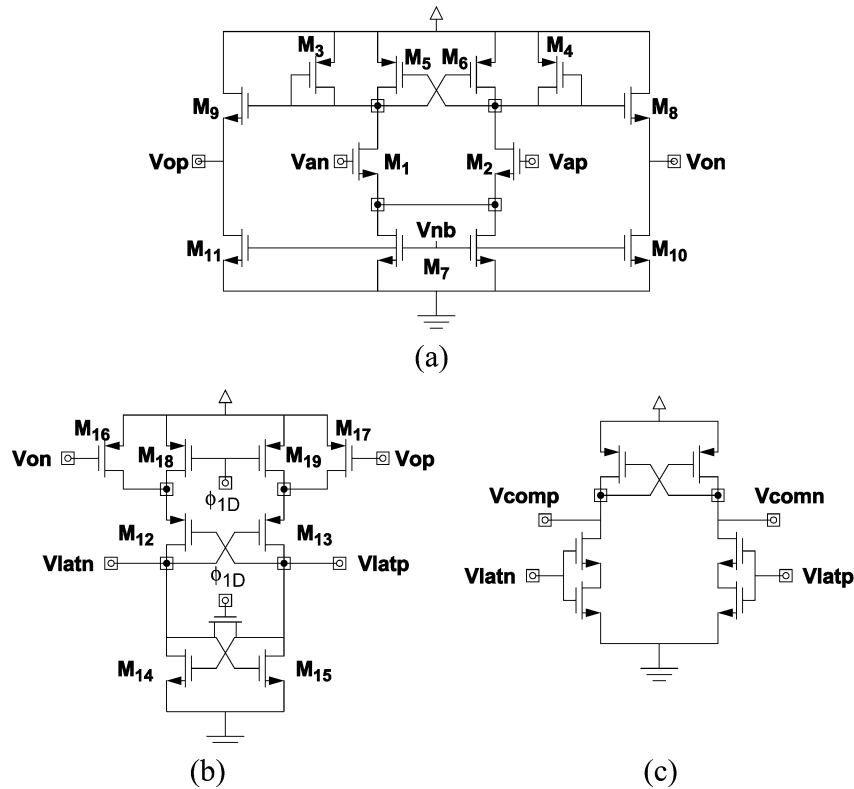 M3 M5 M6 M4
M9 M8
Vop Van M1 M2 Vap Von
Vnb
M11 M7 M10
(a)
M16 M17
Von M18 M19 Vop
ϕ1D
M12 M13
Vlatn Vlatp
ϕ1D
M14 M15
(b)
Vcomp Vcomn
Vlatn Vlatp
(c)